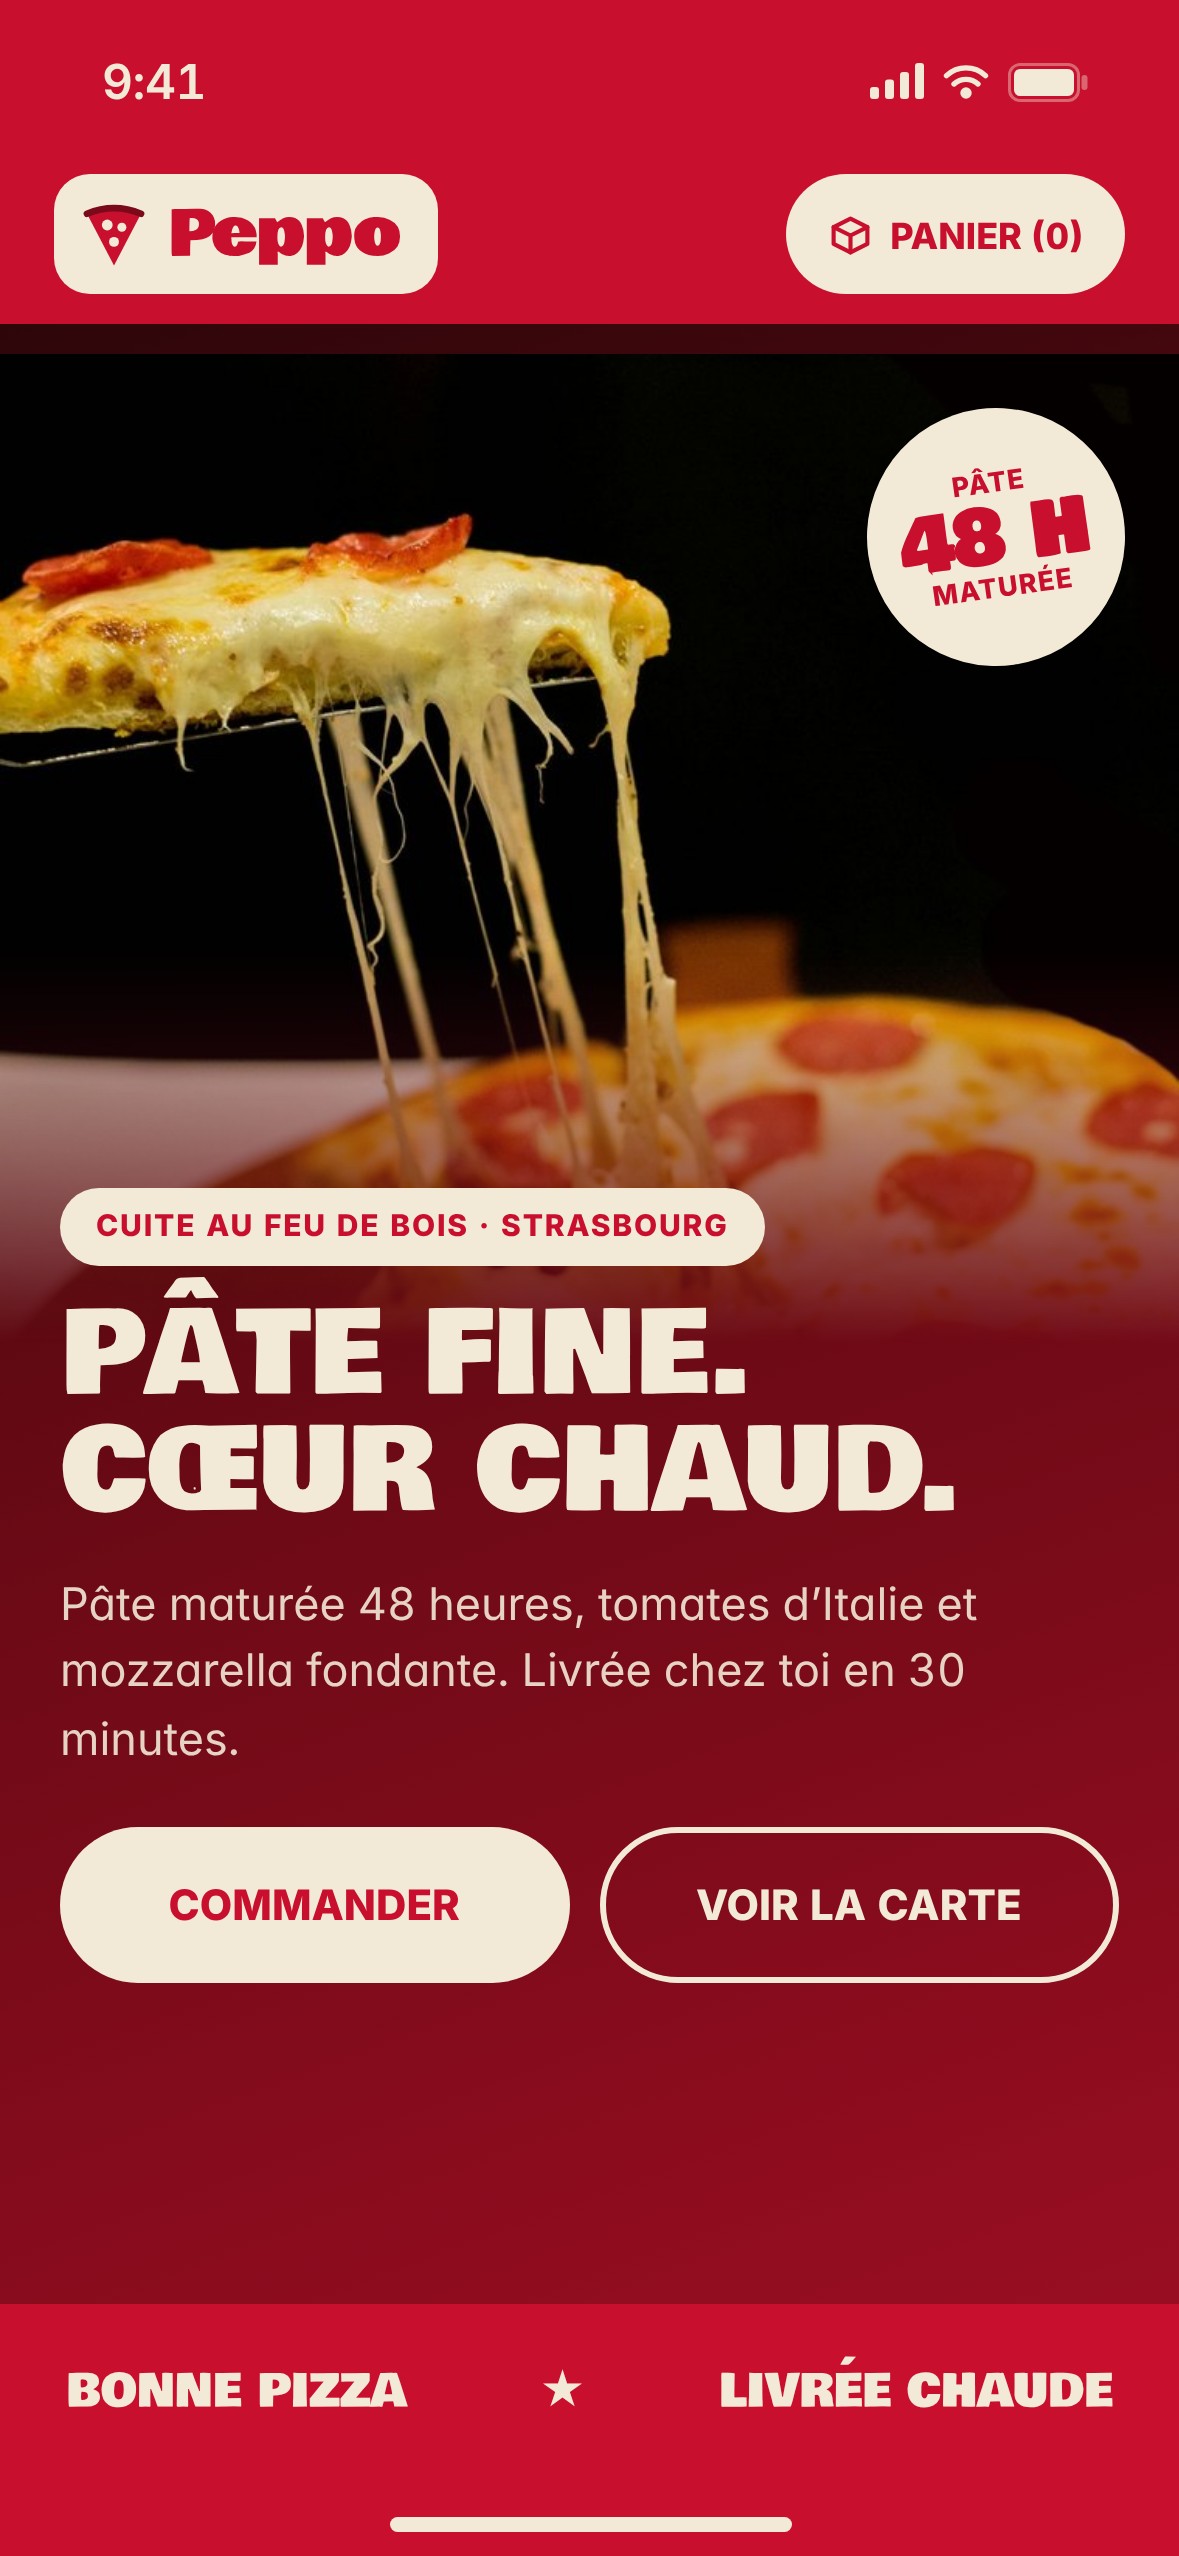 9:41
Peppo
PANIER (0)
PÂTE
48 H
MATURÉE
CUITE AU FEU DE BOIS · STRASBOURG
PÂTE FINE.
CŒUR CHAUD.
Pâte maturée 48 heures, tomates d’Italie et
mozzarella fondante. Livrée chez toi en 30
minutes.
COMMANDER
VOIR LA CARTE
BONNE PIZZA ★ LIVRÉE CHAUDE